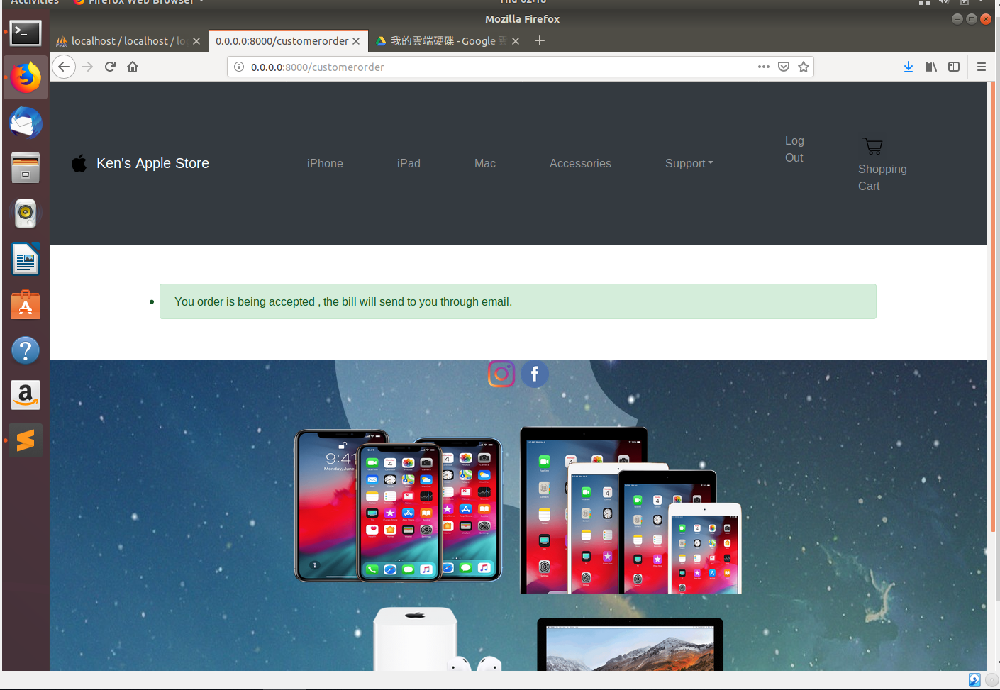 Activities
Firefox Web Browser
Thu 02:18
Mozilla Firefox
localhost / localhost / lo
0.0.0.0:8000/customerorder
我的雲端硬碟 - Google 雲
0.0.0.0:8000/customerorder
Ken's Apple Store
iPhone
iPad
Mac
Accessories
Support
Log
Out
Shopping
Cart
You order is being accepted , the bill will send to you through email.
9:41